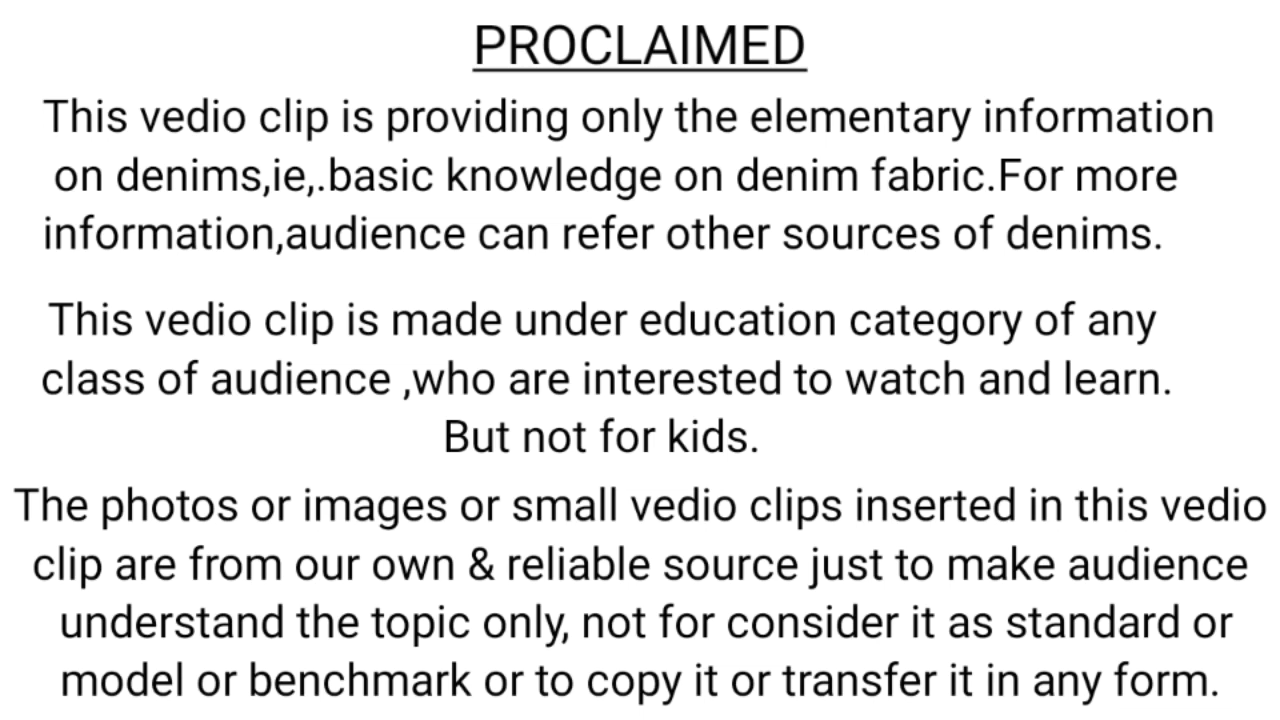 PROCLAIMED
This vedio clip is providing only the elementary information
on denims,ie,.basic knowledge on denim fabric.For more
information,audience can refer other sources of denims.
This vedio clip is made under education category of any
class of audience ,who are interested to watch and learn.
But not for kids.
The photos or images or small vedio clips inserted in this vedio
clip are from our own & reliable source just to make audience
understand the topic only, not for consider it as standard or
model or benchmark or to copy it or transfer it in any form.